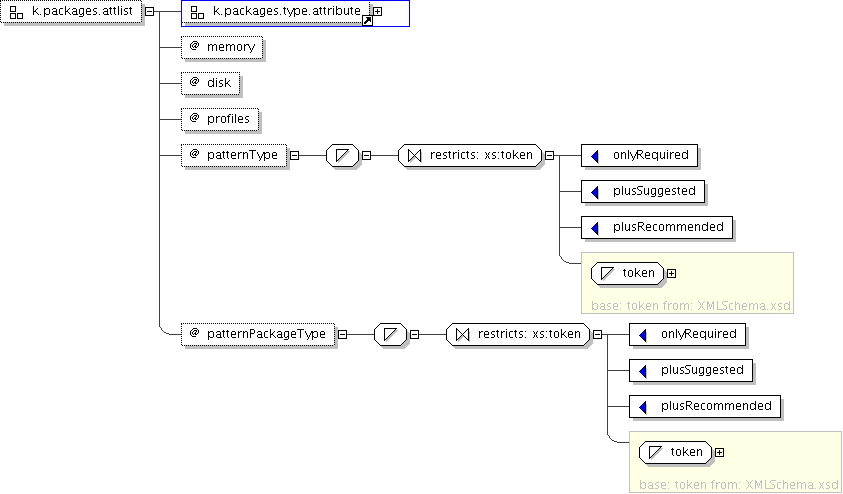 k.packages.attlist
k.packages.type.attribute
@ memory
@ disk
@ profiles
@ patternType
restricts: xs:token
onlyRequired
plusSuggested
plusRecommended
token
base: token from: XMLSchema.xsd
@ patternPackageType
restricts: xs:token
onlyRequired
plusSuggested
plusRecommended
token
base: token from: XMLSchema.xsd